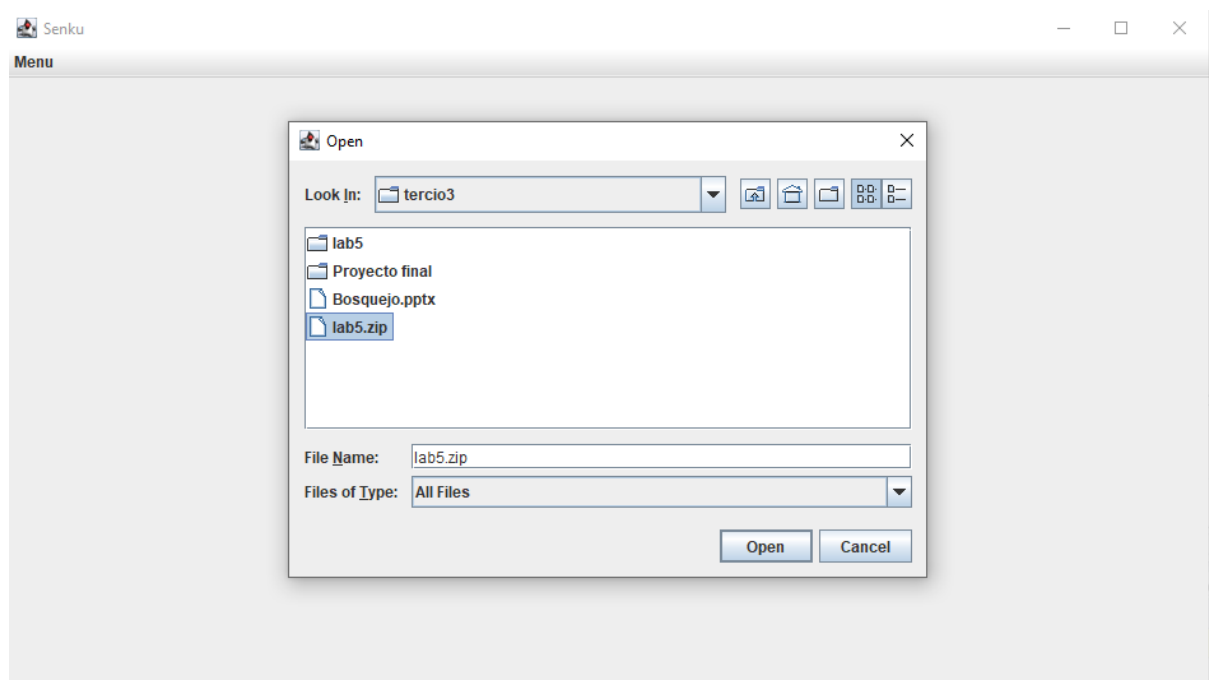 Senku
Menu
Open
Look In: tercio3
lab5
Proyecto final
Bosquejo.pptx
lab5.zip
File Name: lab5.zip
Files of Type: All Files
Open Cancel